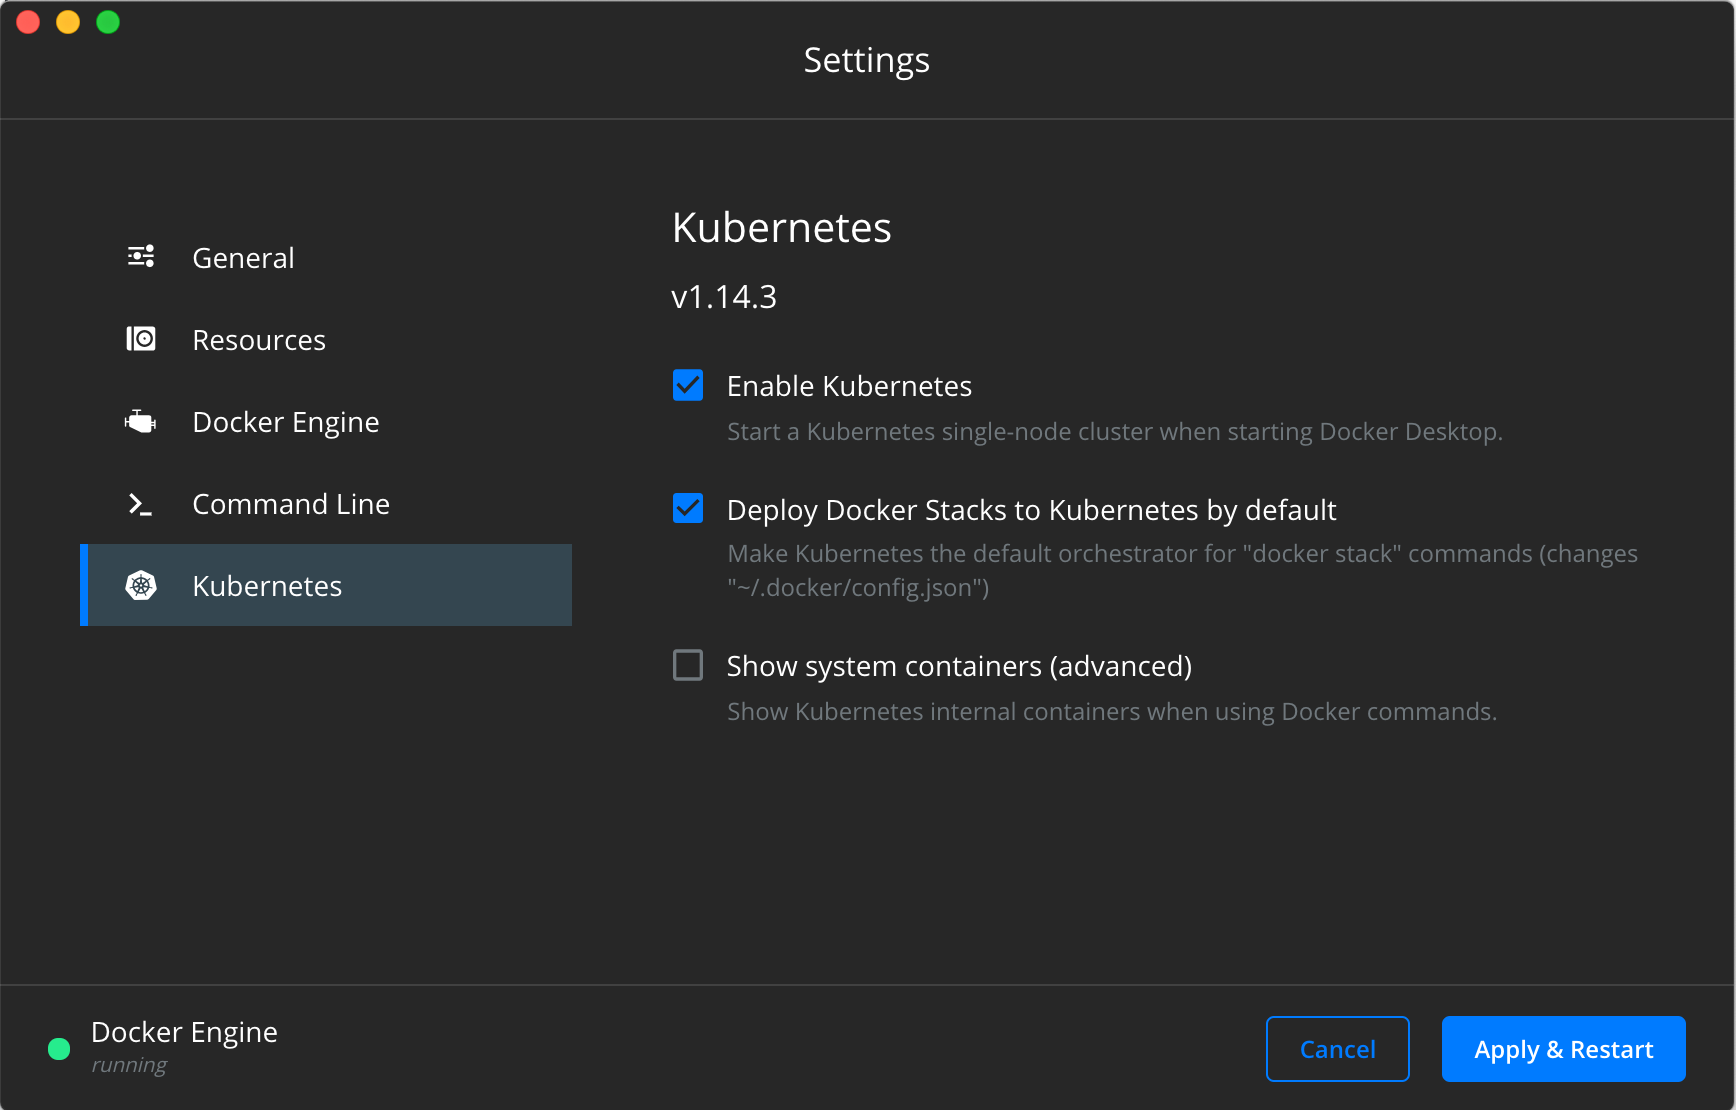 Settings
General
Resources
Docker Engine
Command Line
Kubernetes
Kubernetes
v1.14.3
Enable Kubernetes
Start a Kubernetes single-node cluster when starting Docker Desktop.
Deploy Docker Stacks to Kubernetes by default
Make Kubernetes the default orchestrator for "docker stack" commands (changes
"~/.docker/config.json")
Show system containers (advanced)
Show Kubernetes internal containers when using Docker commands.
Docker Engine
running
Cancel
Apply & Restart